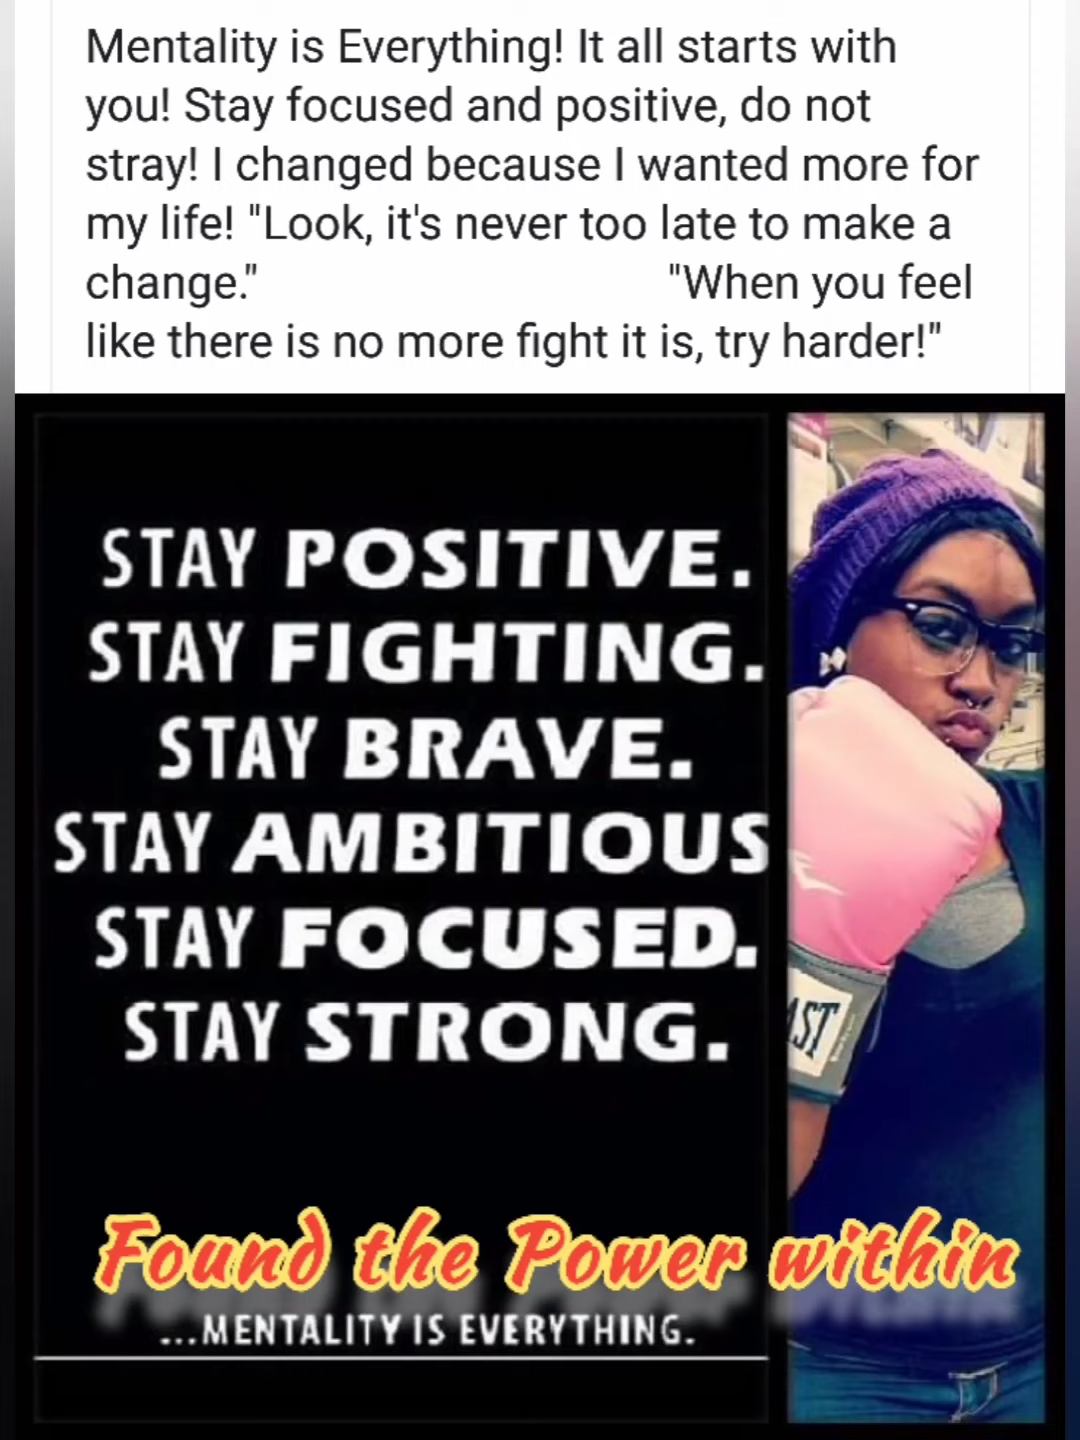 Mentality is Everything! It all starts with
you! Stay focused and positive, do not
stray! I changed because I wanted more for
my life! "Look, it's never too late to make a
change." "When you feel
like there is no more fight it is, try harder!"
STAY POSITIVE.
STAY FIGHTING.
STAY BRAVE.
STAY AMBITIOUS
STAY FOCUSED.
STAY STRONG.
Found the Power within
...MENTALITY IS EVERYTHING.
AST